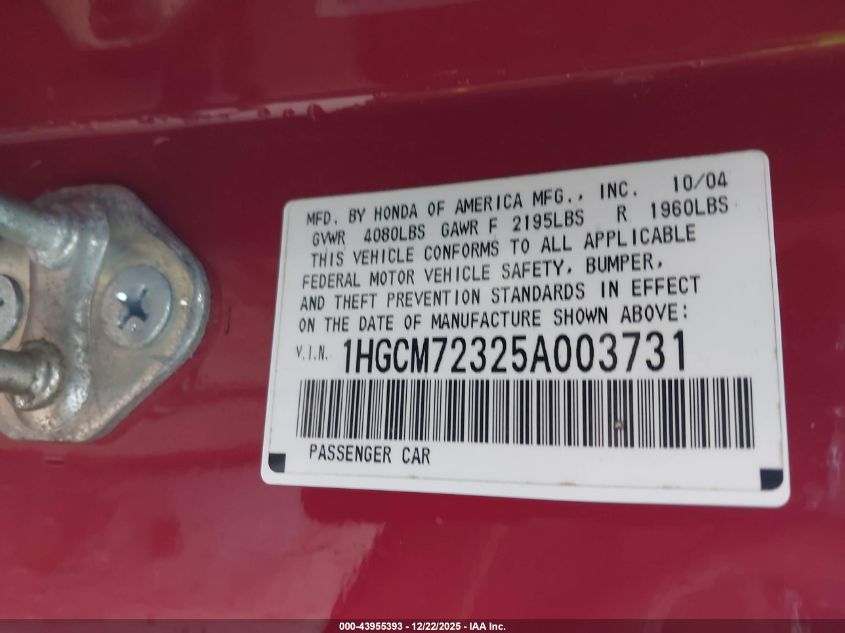 MFD. BY HONDA OF AMERICA MFG., INC. 10/04
GVWR 4080LBS GAWR F 2195LBS R 1960LBS
THIS VEHICLE CONFORMS TO ALL APPLICABLE
FEDERAL MOTOR VEHICLE SAFETY, BUMPER,
AND THEFT PREVENTION STANDARDS IN EFFECT
ON THE DATE OF MANUFACTURE SHOWN ABOVE:
V.I.N. 1HGCM72325A003731
PASSENGER CAR
000-43955393 - 12/22/2025 - IAA Inc.